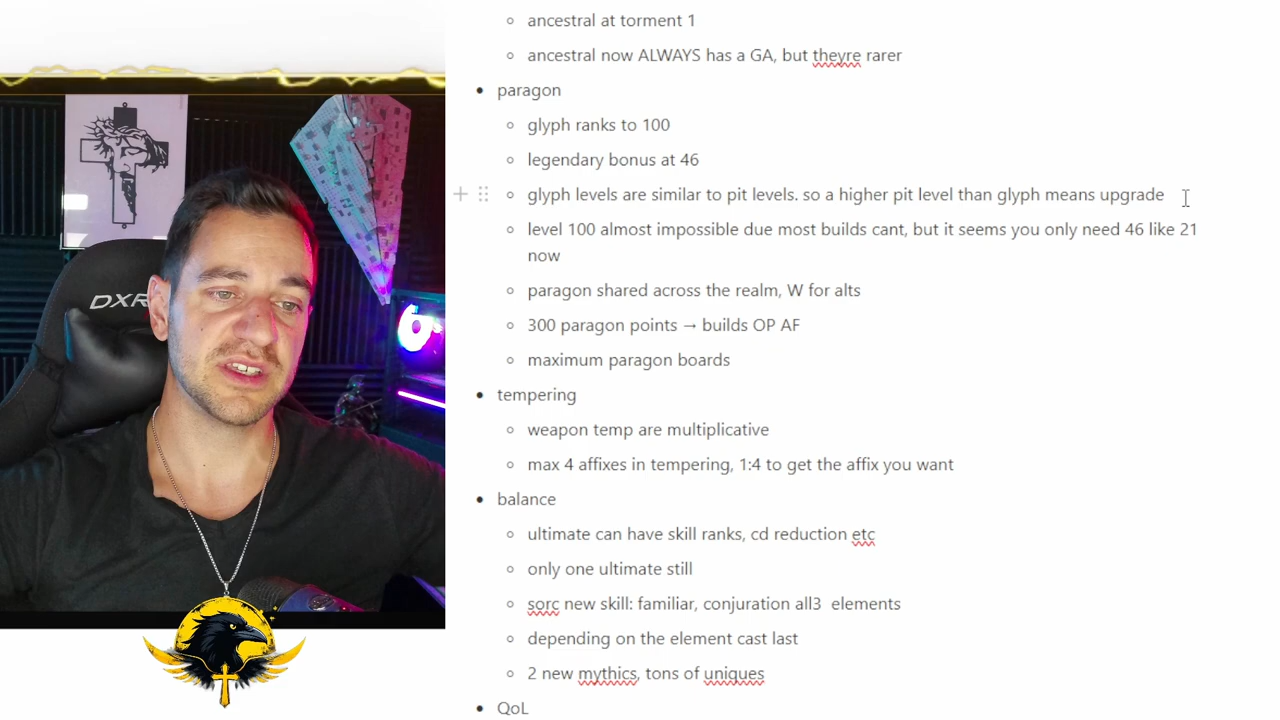 ancestral at torment 1
ancestral now ALWAYS has a GA, but theyre rarer
paragon
glyph ranks to 100
legendary bonus at 46
glyph levels are similar to pit levels. so a higher pit level than glyph means upgrade
level 100 almost impossible due most builds cant, but it seems you only need 46 like 21
now
paragon shared across the realm, W for alts
300 paragon points → builds OP AF
maximum paragon boards
tempering
weapon temp are multiplicative
max 4 affixes in tempering, 1:4 to get the affix you want
balance
ultimate can have skill ranks, cd reduction etc
only one ultimate still
sorc new skill: familiar, conjuration all3  elements
depending on the element cast last
2 new mythics, tons of uniques
QoL
DXR